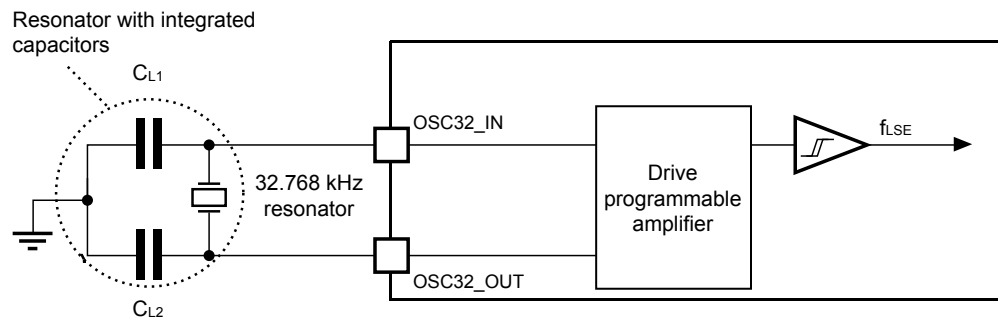 Resonator with integrated
capacitors
CL1
OSC32_IN
fLSE
32.768 kHz
resonator
Drive
programmable
amplifier
OSC32_OUT
CL2